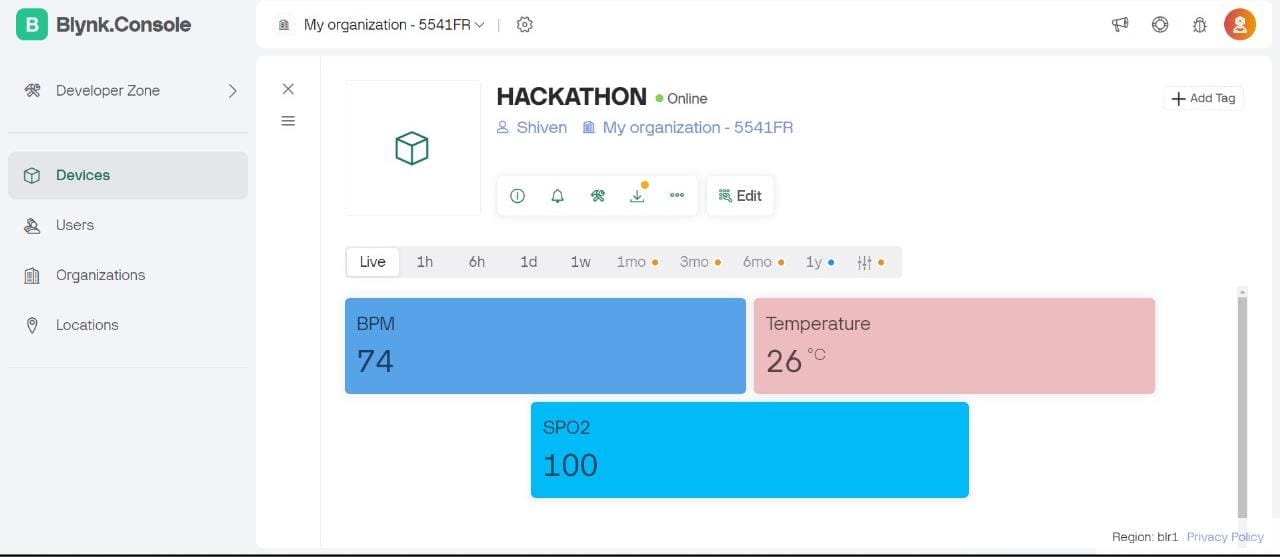 B Blynk.Console
My organization - 5541FR |
Developer Zone
Devices
Users
Organizations
Locations
HACKATHON Online
Add Tag
Shiven My organization - 5541FR
Edit
Live 1h 6h 1d 1w 1mo 3mo 6mo 1y
BPM
74
Temperature
26 °C
SPO2
100
Region: blr1 Privacy Policy